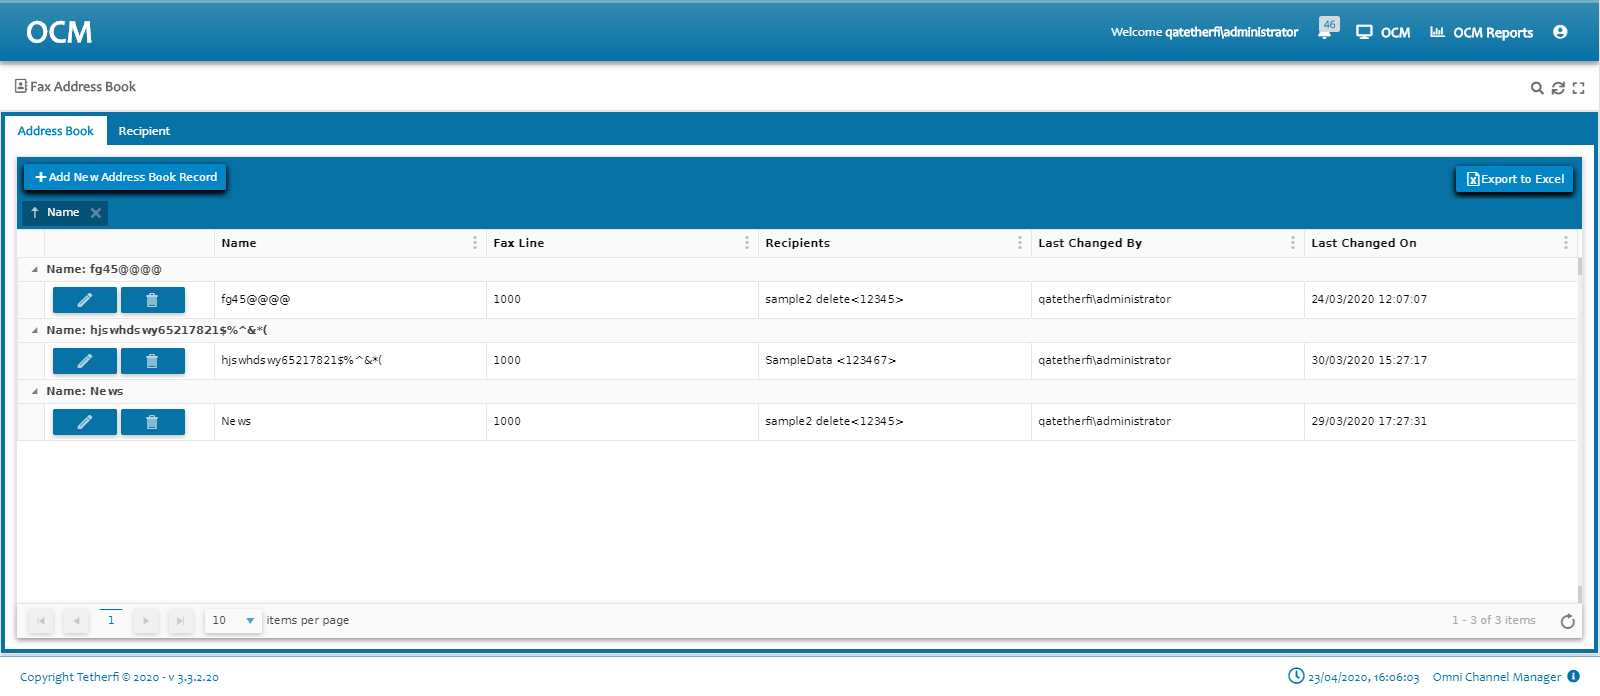 OCM
Welcome qatetherfi\administrator 46 OCM OCM Reports
Fax Address Book
Address Book Recipient
Add New Address Book Record Export to Excel
Name
Name Fax Line Recipients Last Changed By Last Changed On
Name: fg45@@@@
fg45@@@@ 1000 sample2 delete<12345> qatetherfi\administrator 24/03/2020 12:07:07
Name: hjswhdswy65217821$%^&*(
hjswhdswy65217821$%^&*( 1000 SampleData <123467> qatetherfi\administrator 30/03/2020 15:27:17
Name: News
News 1000 sample2 delete<12345> qatetherfi\administrator 29/03/2020 17:27:31
1 10 items per page 1 - 3 of 3 items
Copyright Tetherfi © 2020 - v 3.3.2.20 23/04/2020, 16:06:03 Omni Channel Manager